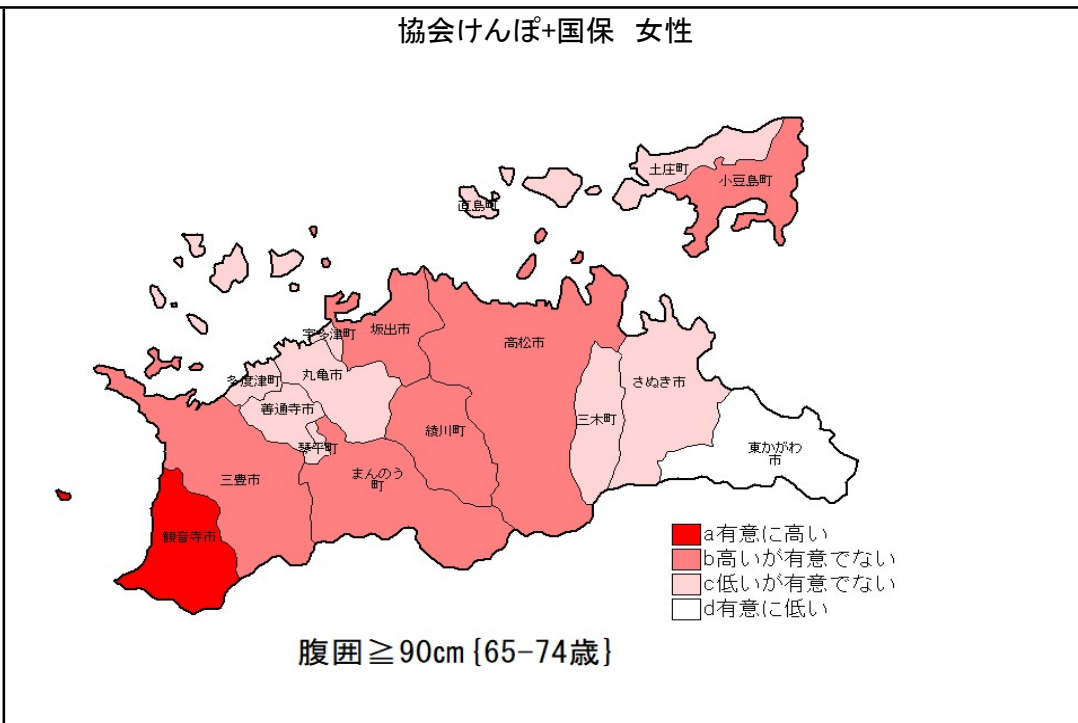 協会けんぽ+国保　女性
土庄町
小豆島町
直島町
宇多津町
坂出市
高松市
多度津町
丸亀市
さぬき市
善通寺市
三木町
綾川町
琴平町
東かがわ
市
三豊市
まんのう
町
観音寺市
a有意に高い
b高いが有意でない
c低いが有意でない
d有意に低い
腹囲≧90cm{65-74歳}